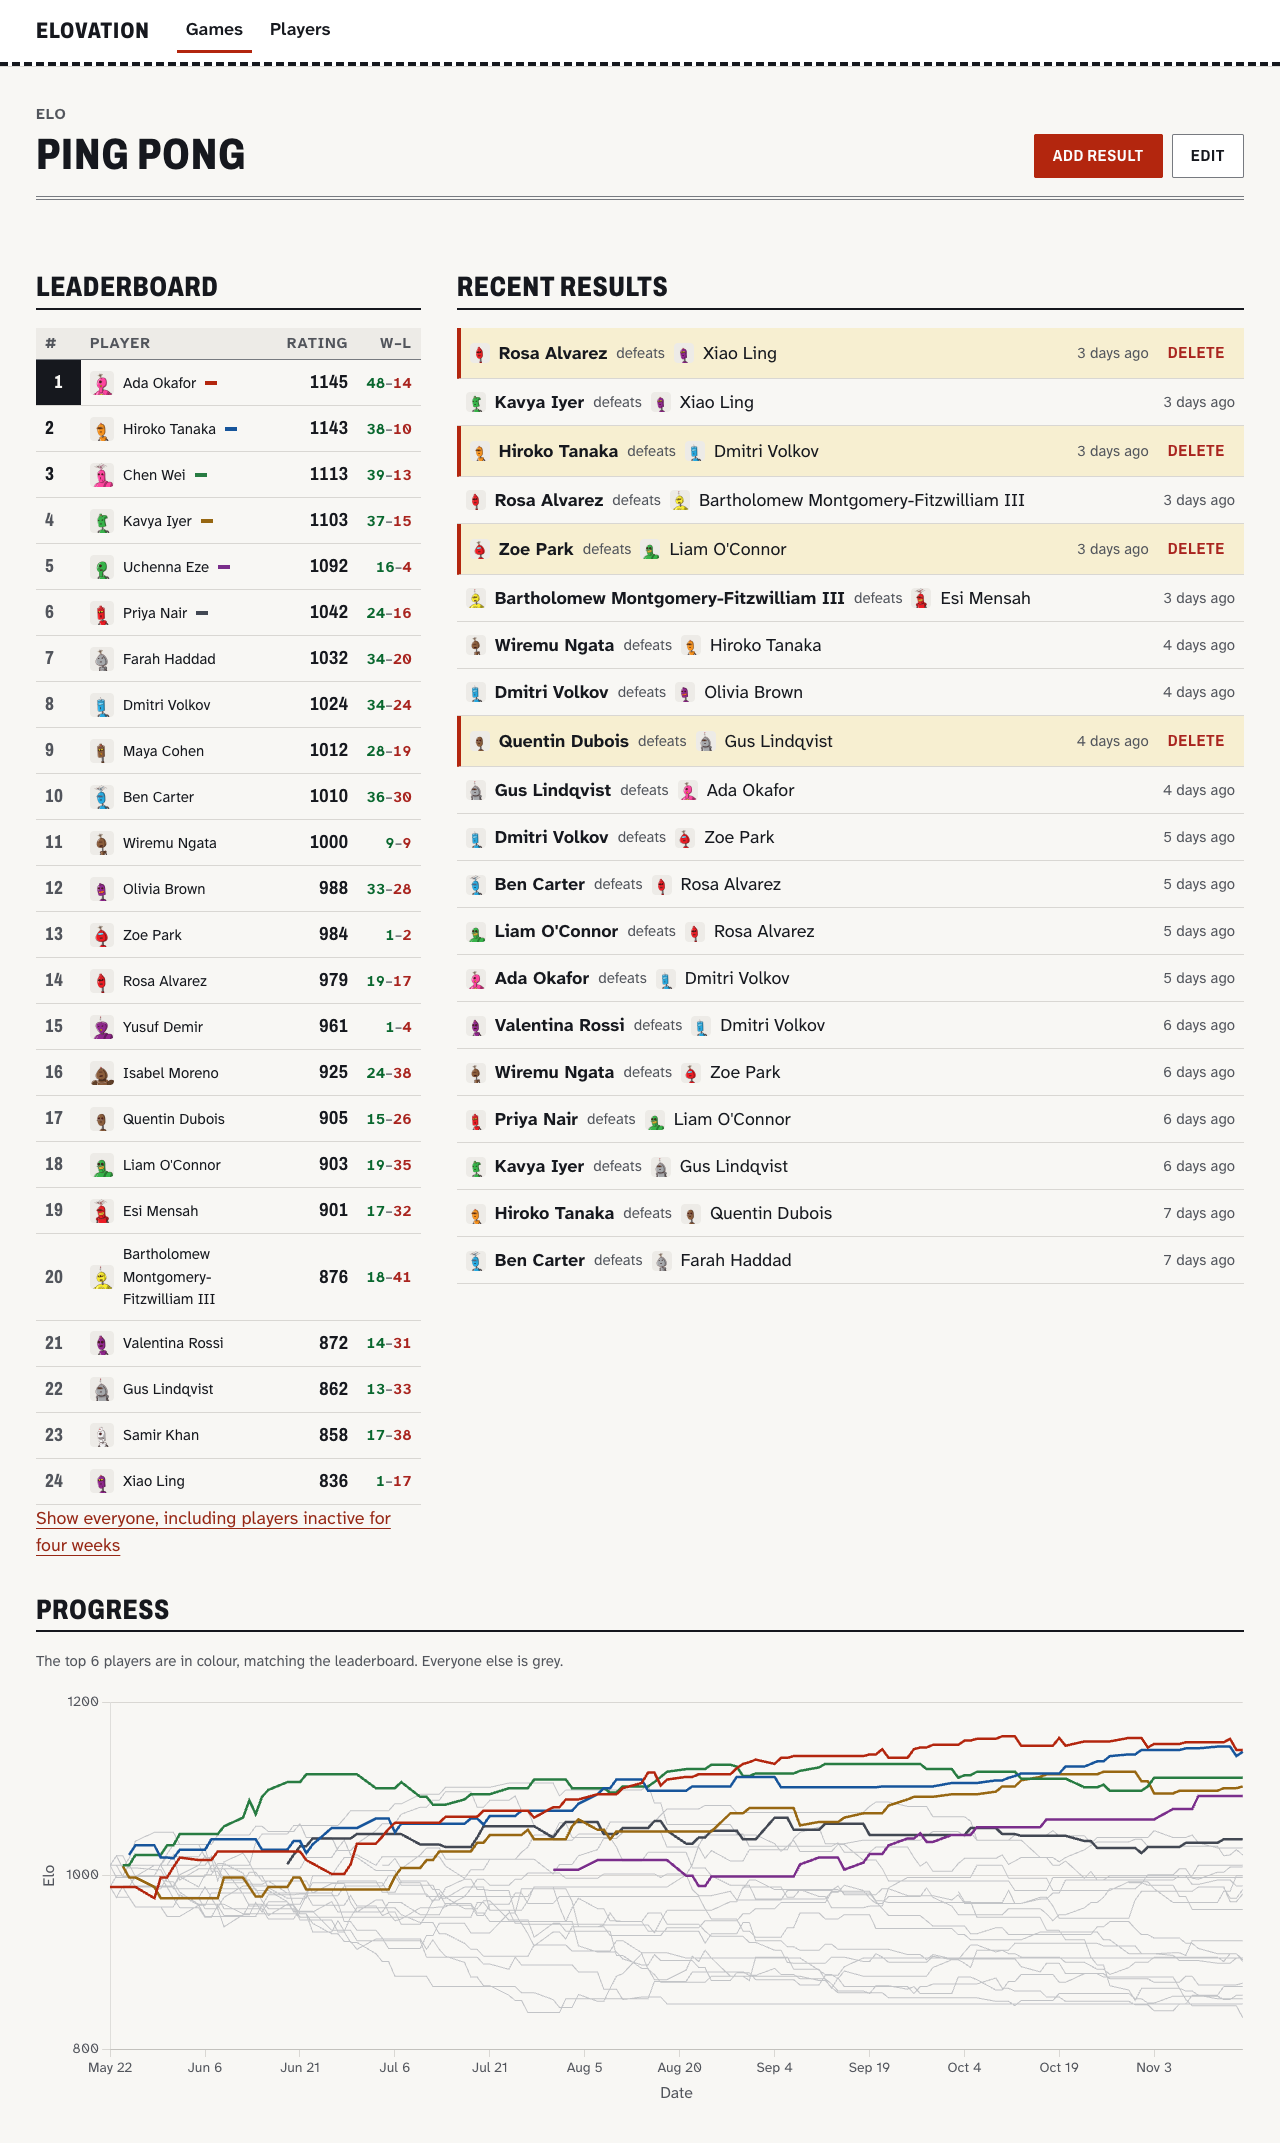 ELOVATION Games Players
ELO
PING PONG
ADD RESULT EDIT
LEADERBOARD
# PLAYER RATING W–L
1 Ada Okafor 1145 48–14
2 Hiroko Tanaka 1143 38–10
3 Chen Wei 1113 39–13
4 Kavya Iyer 1103 37–15
5 Uchenna Eze 1092 16–4
6 Priya Nair 1042 24–16
7 Farah Haddad 1032 34–20
8 Dmitri Volkov 1024 34–24
9 Maya Cohen 1012 28–19
10 Ben Carter 1010 36–30
11 Wiremu Ngata 1000 9–9
12 Olivia Brown 988 33–28
13 Zoe Park 984 1–2
14 Rosa Alvarez 979 19–17
15 Yusuf Demir 961 1–4
16 Isabel Moreno 925 24–38
17 Quentin Dubois 905 15–26
18 Liam O'Connor 903 19–35
19 Esi Mensah 901 17–32
20 Bartholomew
Montgomery-
Fitzwilliam III 876 18–41
21 Valentina Rossi 872 14–31
22 Gus Lindqvist 862 13–33
23 Samir Khan 858 17–38
24 Xiao Ling 836 1–17
Show everyone, including players inactive for
four weeks
RECENT RESULTS
Rosa Alvarez defeats Xiao Ling 3 days ago DELETE
Kavya Iyer defeats Xiao Ling 3 days ago
Hiroko Tanaka defeats Dmitri Volkov 3 days ago DELETE
Rosa Alvarez defeats Bartholomew Montgomery-Fitzwilliam III 3 days ago
Zoe Park defeats Liam O'Connor 3 days ago DELETE
Bartholomew Montgomery-Fitzwilliam III defeats Esi Mensah 3 days ago
Wiremu Ngata defeats Hiroko Tanaka 4 days ago
Dmitri Volkov defeats Olivia Brown 4 days ago
Quentin Dubois defeats Gus Lindqvist 4 days ago DELETE
Gus Lindqvist defeats Ada Okafor 4 days ago
Dmitri Volkov defeats Zoe Park 5 days ago
Ben Carter defeats Rosa Alvarez 5 days ago
Liam O'Connor defeats Rosa Alvarez 5 days ago
Ada Okafor defeats Dmitri Volkov 5 days ago
Valentina Rossi defeats Dmitri Volkov 6 days ago
Wiremu Ngata defeats Zoe Park 6 days ago
Priya Nair defeats Liam O'Connor 6 days ago
Kavya Iyer defeats Gus Lindqvist 6 days ago
Hiroko Tanaka defeats Quentin Dubois 7 days ago
Ben Carter defeats Farah Haddad 7 days ago
PROGRESS
The top 6 players are in colour, matching the leaderboard. Everyone else is grey.
1200
1000
800
Elo
May 22 Jun 6 Jun 21 Jul 6 Jul 21 Aug 5 Aug 20 Sep 4 Sep 19 Oct 4 Oct 19 Nov 3
Date